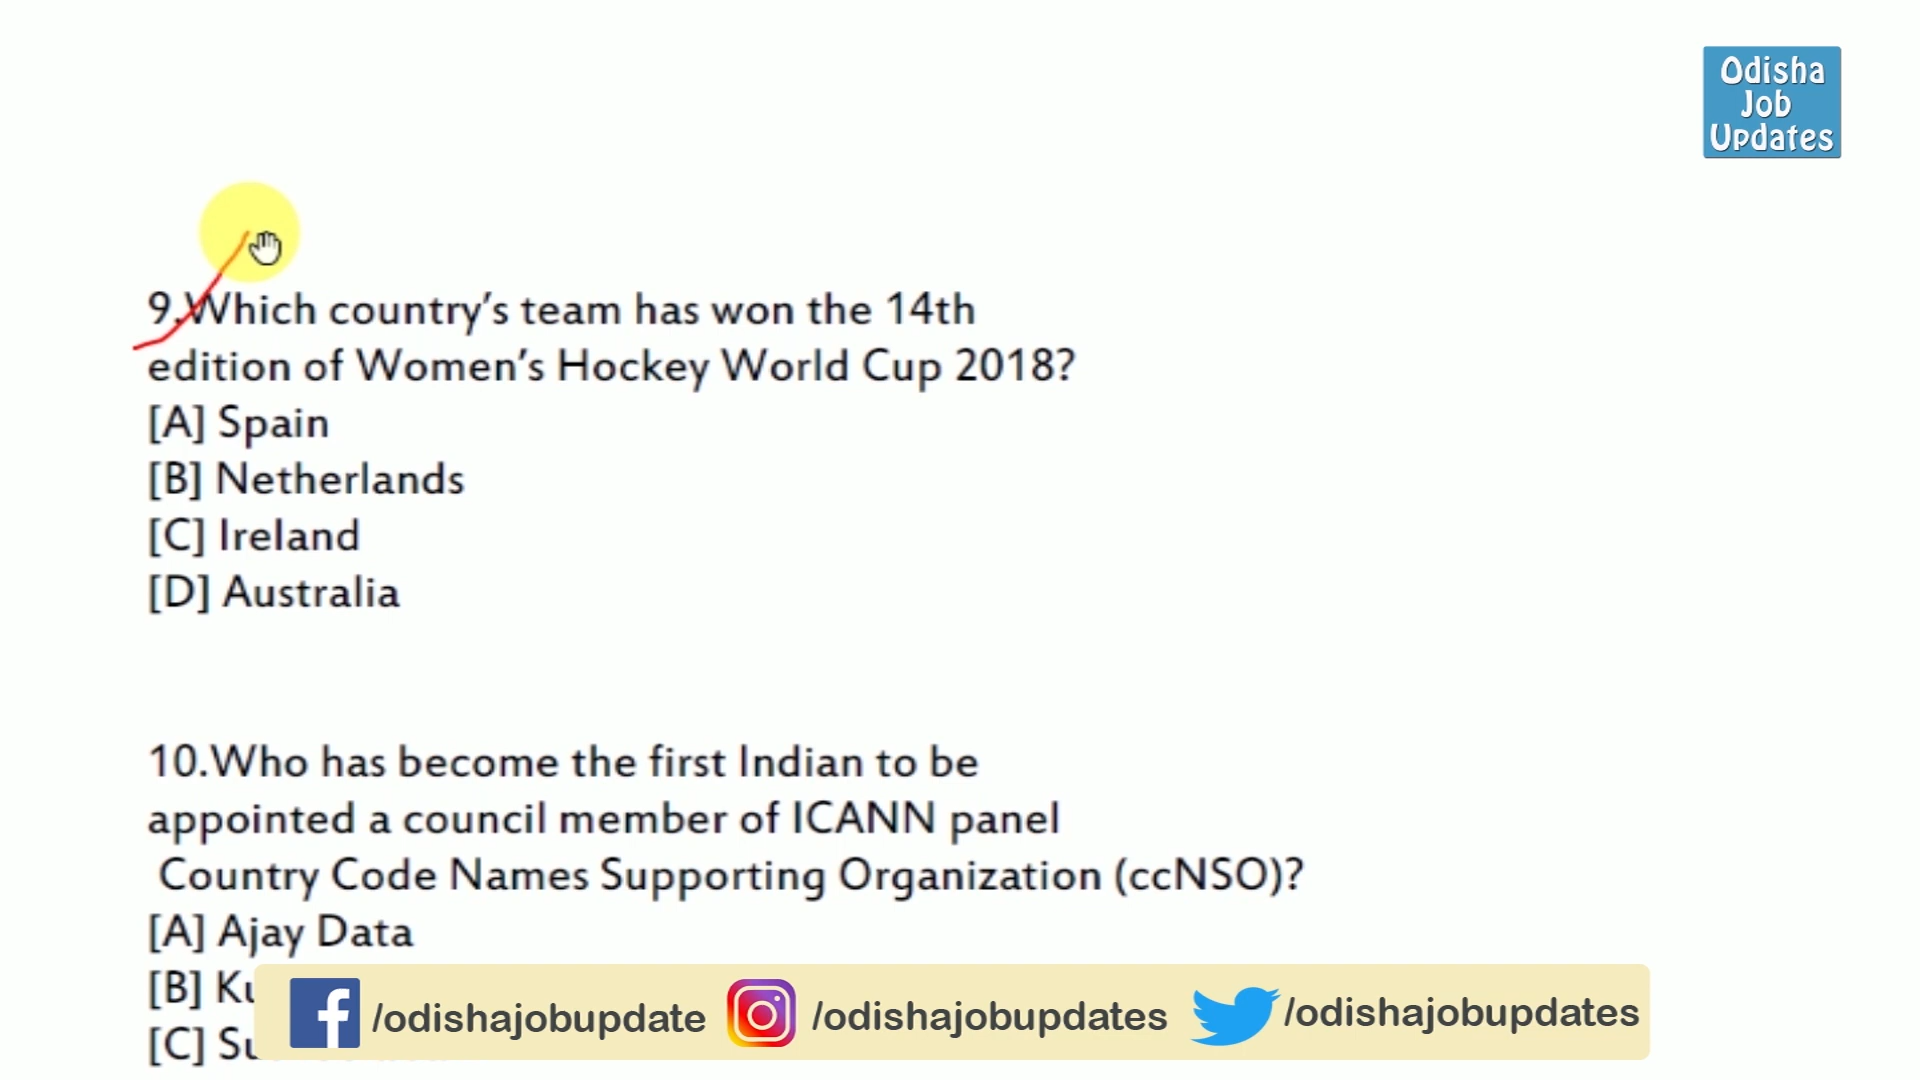 Odisha
Job
Updates
9.Which country’s team has won the 14th
edition of Women’s Hockey World Cup 2018?
[A] Spain
[B] Netherlands
[C] Ireland
[D] Australia
10.Who has become the first Indian to be
appointed a council member of ICANN panel
Country Code Names Supporting Organization (ccNSO)?
[A] Ajay Data
[B]
[C]
/odishajobupdate /odishajobupdates /odishajobupdates